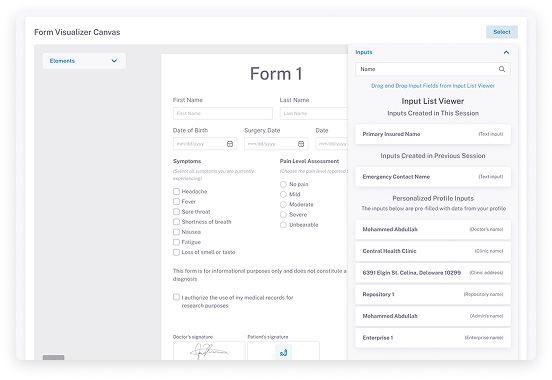 Form Visualizer Canvas
Select
Elements
Form 1
First Name
Last Name
First Name
Last Name
Date of Birth
Surgery Date
Date
mm/dd/yyyy
mm/dd/yyyy
mm/dd/yyyy
Symptoms
(Select all symptoms you are currently
experiencing)
Headache
Fever
Sore throat
Shortness of breath
Nausea
Fatigue
Loss of smell or taste
Pain Level Assessment
(Choose the pain level reported
No pain
Mild
Moderate
Severe
Unbearable
This form is for informational purposes only and does not constitute a
diagnosis
I authorize the use of my medical records for
research purposes
Doctor's signature
Patient's signature
Inputs
Name
Drag and Drop Input Fields from Input List Viewer
Input List Viewer
Inputs Created in This Session
Primary Insured Name (Text input)
Inputs Created in Previous Session
Emergency Contact Name (Text input)
Personalized Profile Inputs
The inputs below are pre-filled with data from your profile
Mohammed Abdullah (Doctor's name)
Central Health Clinic (Clinic name)
6391 Elgin St. Celina, Delaware 10299 (Clinic address)
Repository 1 (Repository name)
Mohammed Abdullah (Admin's name)
Enterprise 1 (Enterprise name)